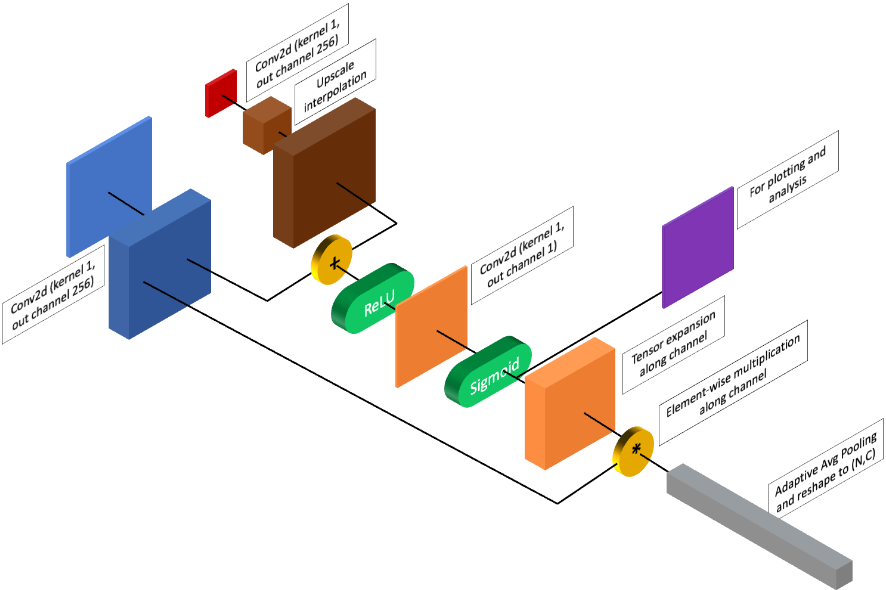 Conv2d (kernel 1,
out channel 256)
Upscale
interpolation
For plotting and
analysis
Conv2d (kernel 1,
out channel 256)
+
ReLU
Conv2d (kernel 1,
out channel 1)
Sigmoid
Tensor expansion
along channel
Element-wise multiplication
along channel
*
Adaptive Avg Pooling
and reshape to (N,C)